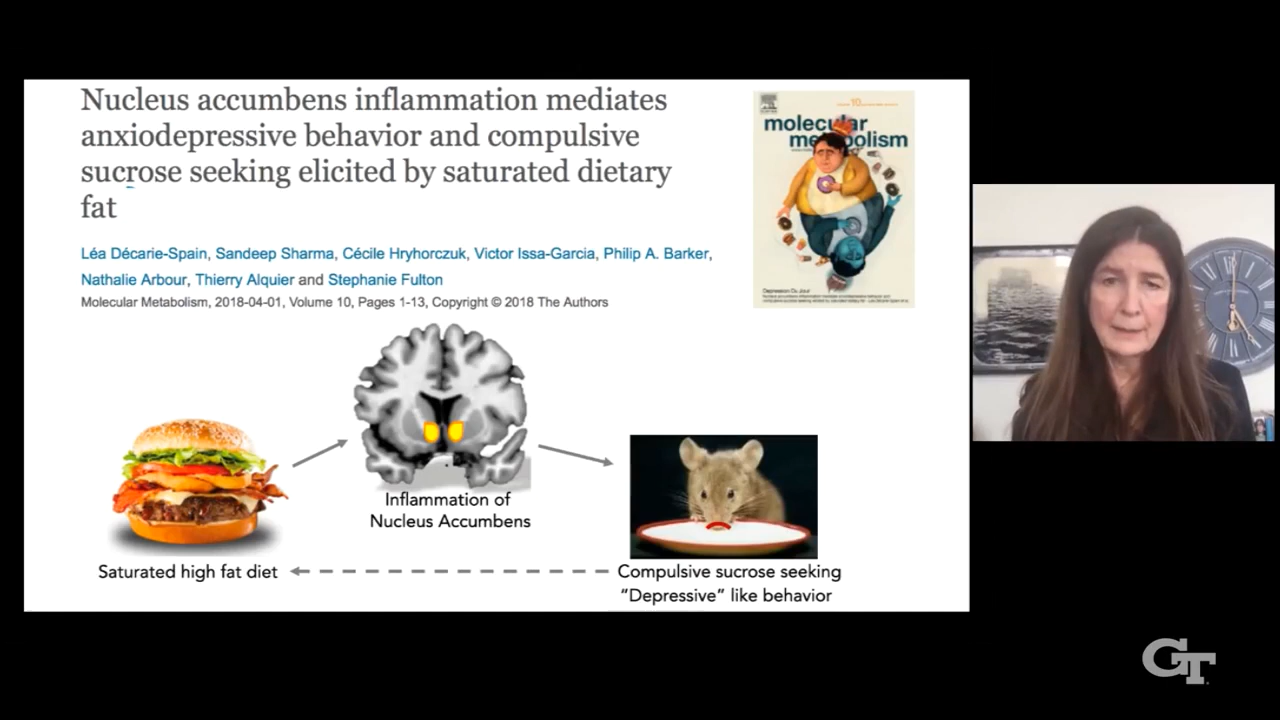 Nucleus accumbens inflammation mediates
anxiodepressive behavior and compulsive
sucrose seeking elicited by saturated dietary
fat
Léa Décarie-Spain, Sandeep Sharma, Cécile Hryhorczuk, Victor Issa-Garcia, Philip A. Barker,
Nathalie Arbour, Thierry Alquier and Stephanie Fulton
Molecular Metabolism, 2018-04-01, Volume 10, Pages 1-13, Copyright © 2018 The Authors
molecular
metabolism
Depression Du Jour
Inflammation of
Nucleus Accumbens
Saturated high fat diet
Compulsive sucrose seeking
“Depressive” like behavior
GT